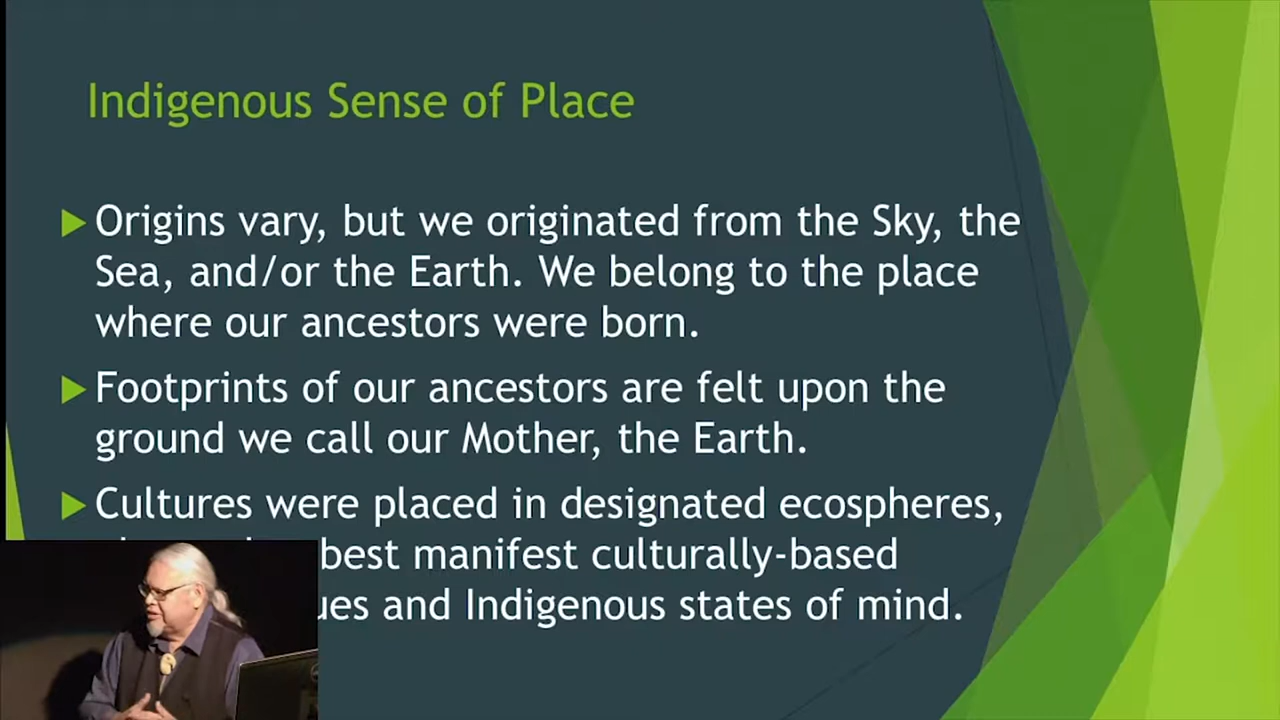 Indigenous Sense of Place
Origins vary, but we originated from the Sky, the
Sea, and/or the Earth. We belong to the place
where our ancestors were born.
Footprints of our ancestors are felt upon the
ground we call our Mother, the Earth.
Cultures were placed in designated ecospheres,
best manifest culturally-based
and Indigenous states of mind.